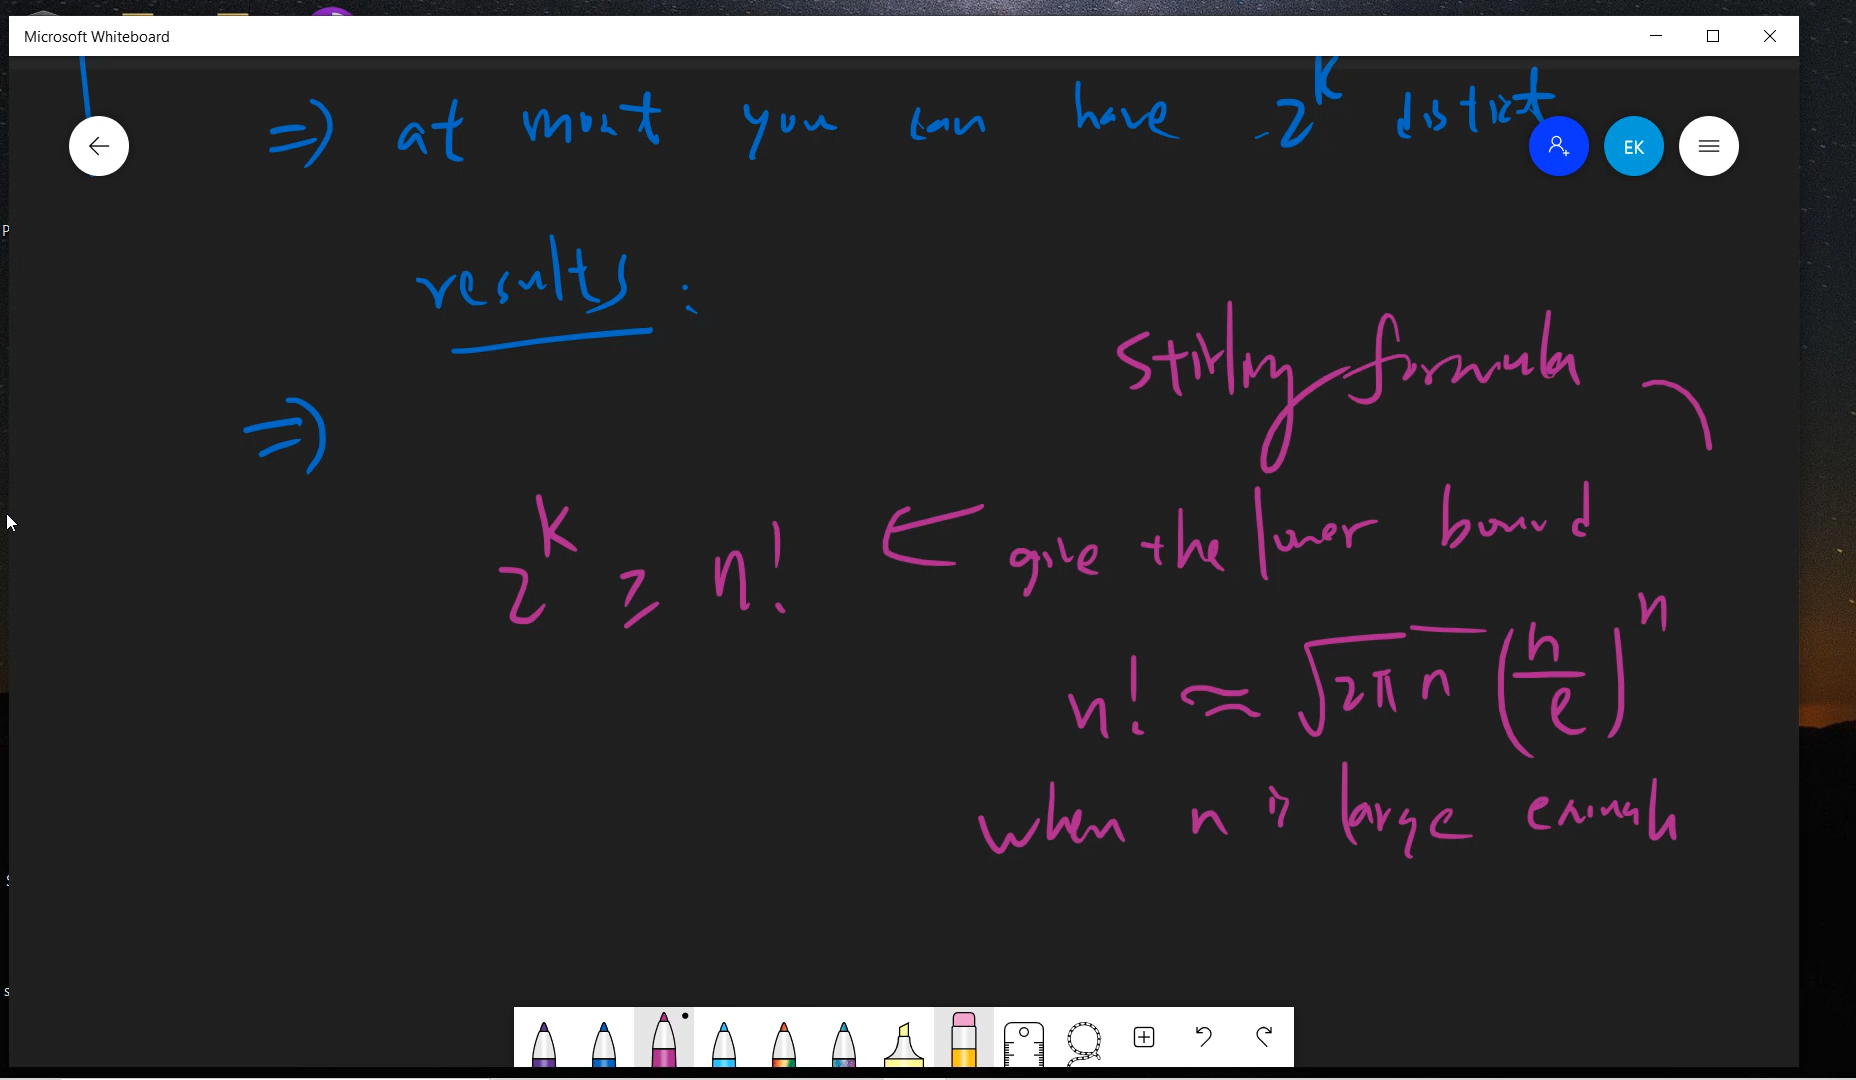 Microsoft Whiteboard
⇒ at most you can have 2^k distict
EK
results :
Stirling formula
⇒
2^k ≥ n! ← give the lower bound
n! ≈ √2πn (n/e)^n
when n is large enough